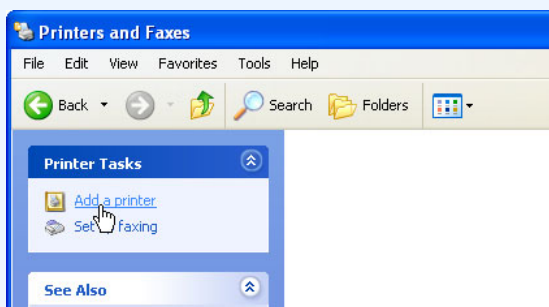 Printers and Faxes
File Edit View Favorites Tools Help
Back Search Folders
Printer Tasks
Add a printer
Set faxing
See Also